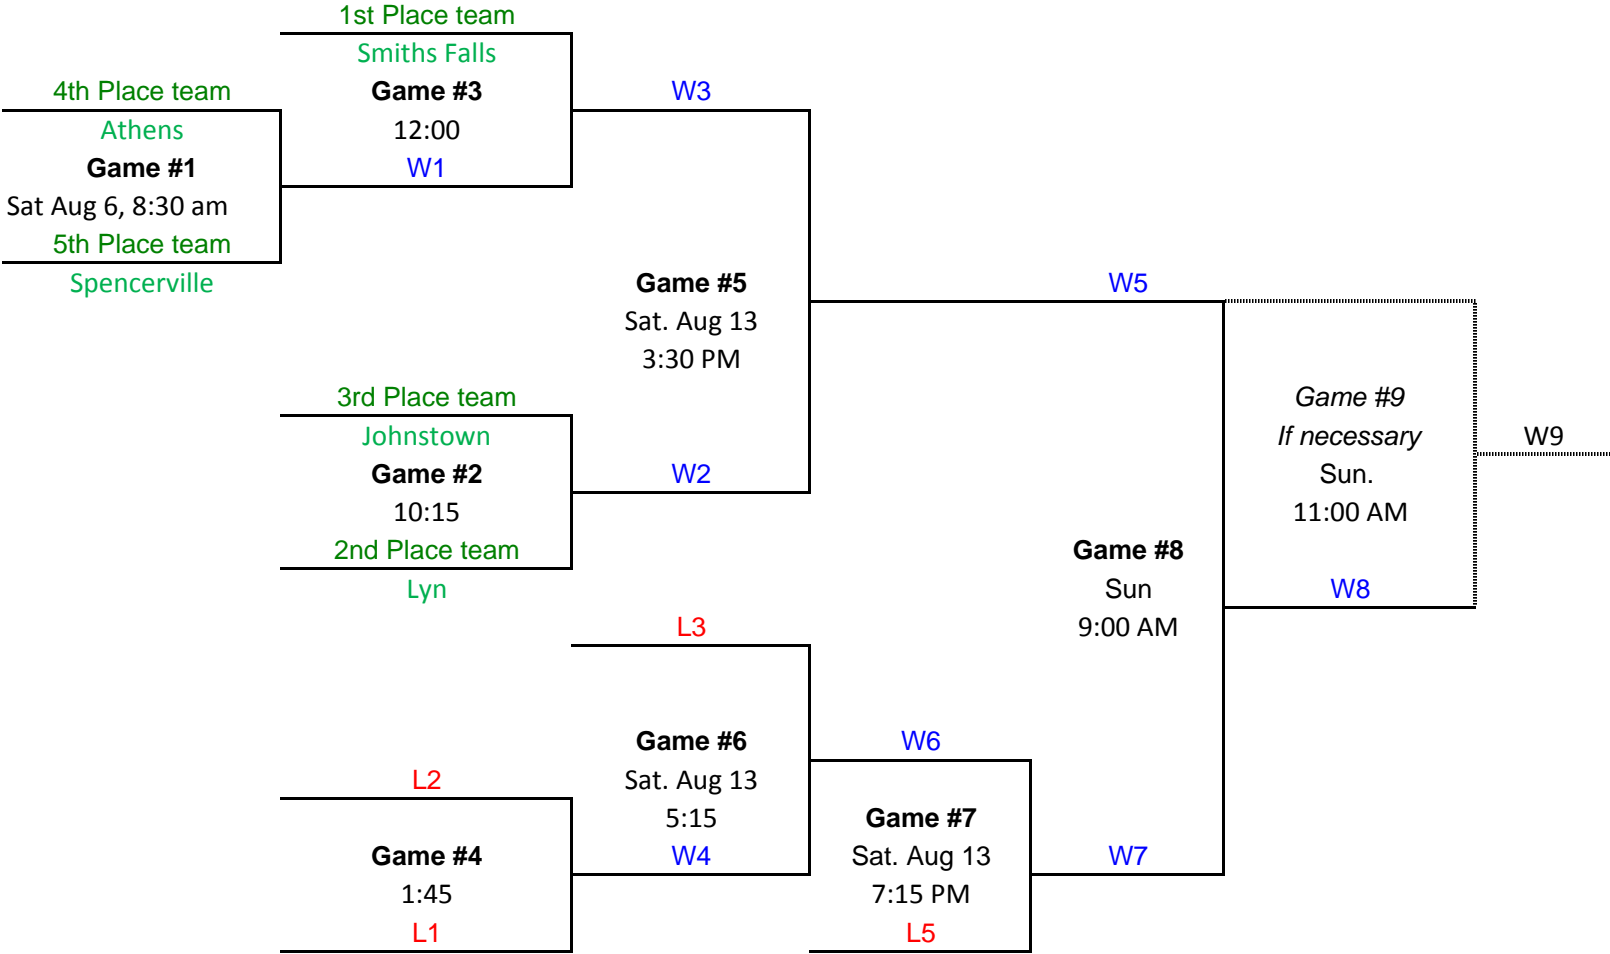 1st Place team
Smiths Falls
4th Place team
Game #3
W3
Athens
12:00
Game #1
W1
Sat Aug 6, 8:30 am
5th Place team
Spencerville
Game #5
W5
Sat. Aug 13
3:30 PM
3rd Place team
Game #9
Johnstown
If necessary
W9
Game #2
W2
Sun.
10:15
11:00 AM
2nd Place team
Game #8
Lyn
Sun
W8
L3
9:00 AM
Game #6
W6
L2
Sat. Aug 13
5:15
Game #7
Game #4
W4
Sat. Aug 13
W7
1:45
7:15 PM
L1
L5